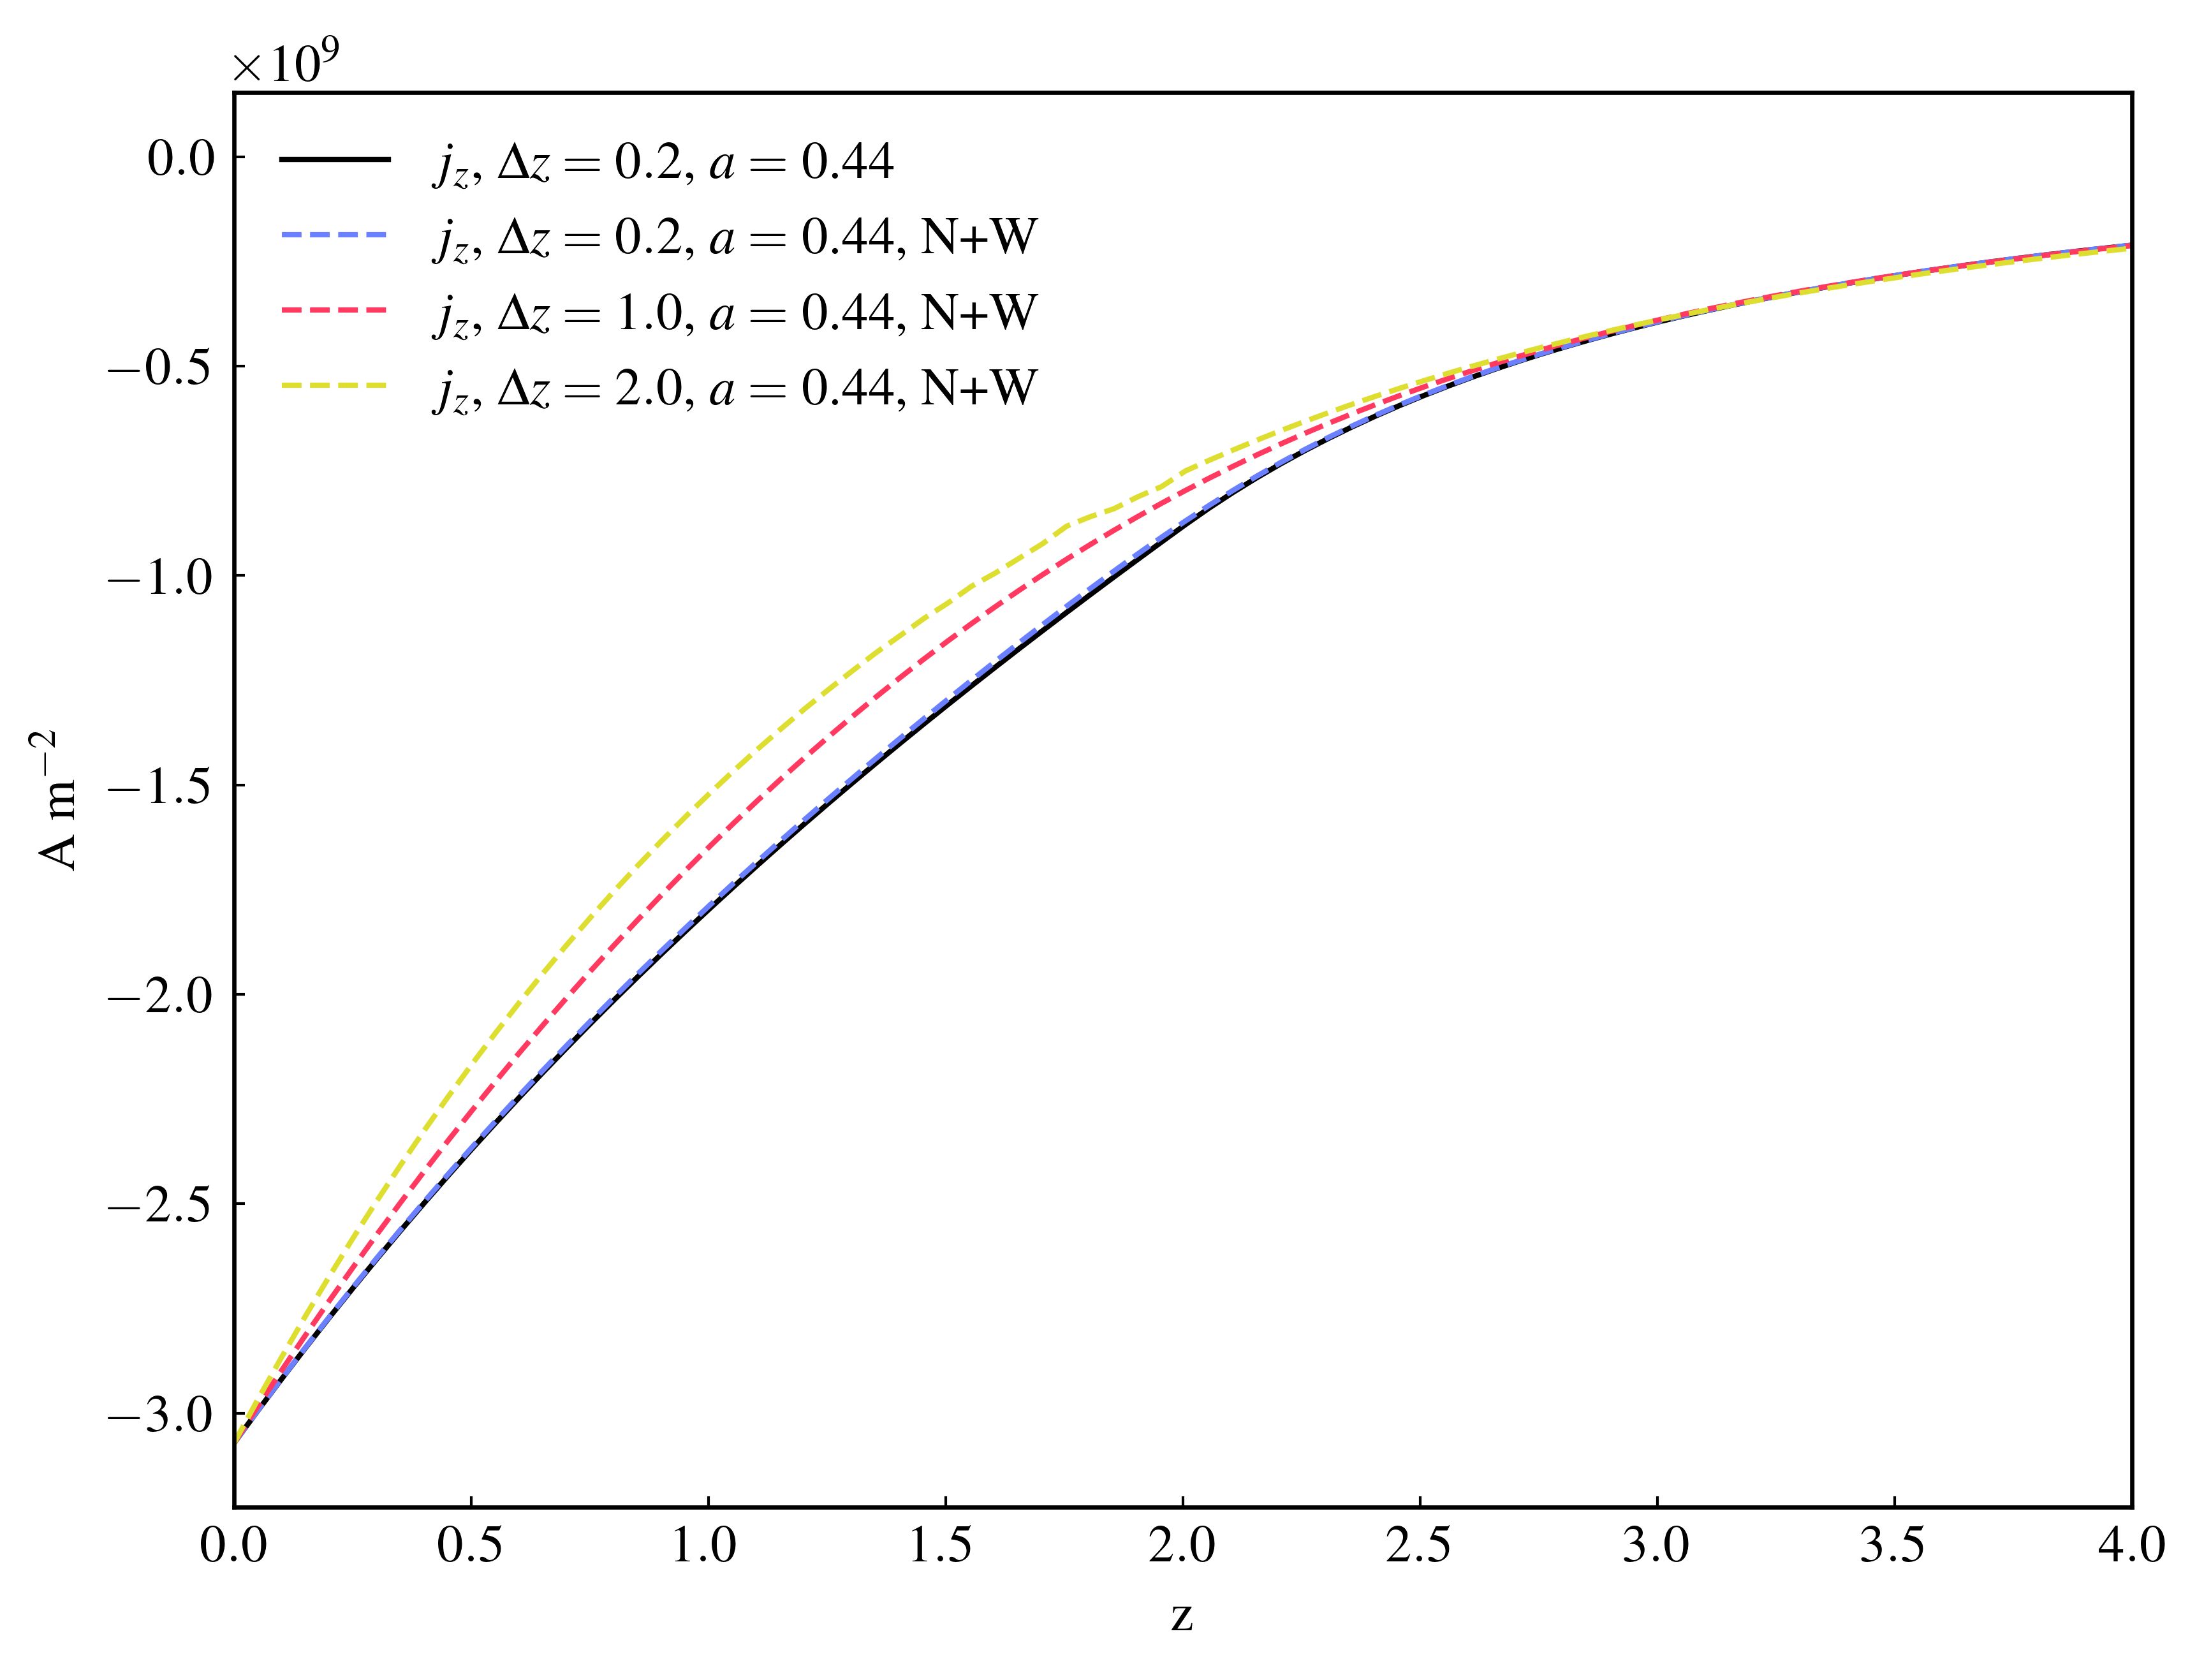 ×10⁹
0.0
−0.5
−1.0
−1.5
−2.0
−2.5
−3.0
A m⁻²
j_z, Δz = 0.2, a = 0.44
j_z, Δz = 0.2, a = 0.44, N+W
j_z, Δz = 1.0, a = 0.44, N+W
j_z, Δz = 2.0, a = 0.44, N+W
0.0 0.5 1.0 1.5 2.0 2.5 3.0 3.5 4.0
z